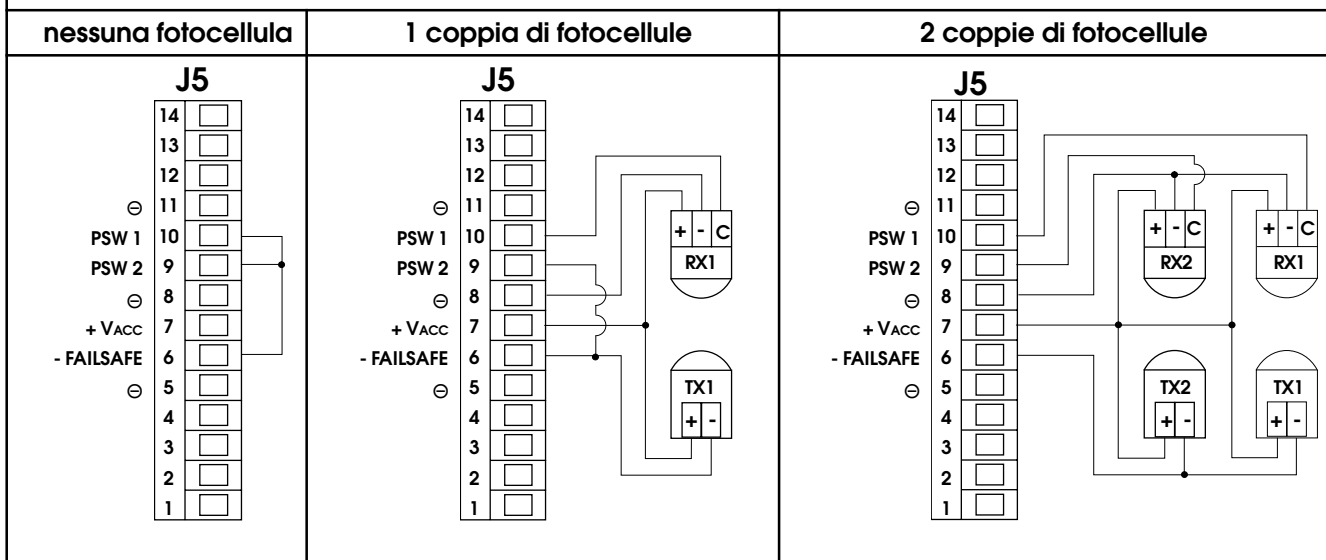 nessuna fotocellula
1 coppia di fotocellule
2 coppie di fotocellule
J5
14
13
12
⊖ 11
PSW 1 10
PSW 2 9
⊖ 8
+ VACC 7
- FAILSAFE 6
⊖ 5
4
3
2
1
J5
14
13
12
⊖ 11
PSW 1 10
PSW 2 9
⊖ 8
+ VACC 7
- FAILSAFE 6
⊖ 5
4
3
2
1
+ - C
RX1
TX1
+ -
J5
14
13
12
⊖ 11
PSW 1 10
PSW 2 9
⊖ 8
+ VACC 7
- FAILSAFE 6
⊖ 5
4
3
2
1
+ - C
RX2
+ - C
RX1
TX2
+ -
TX1
+ -